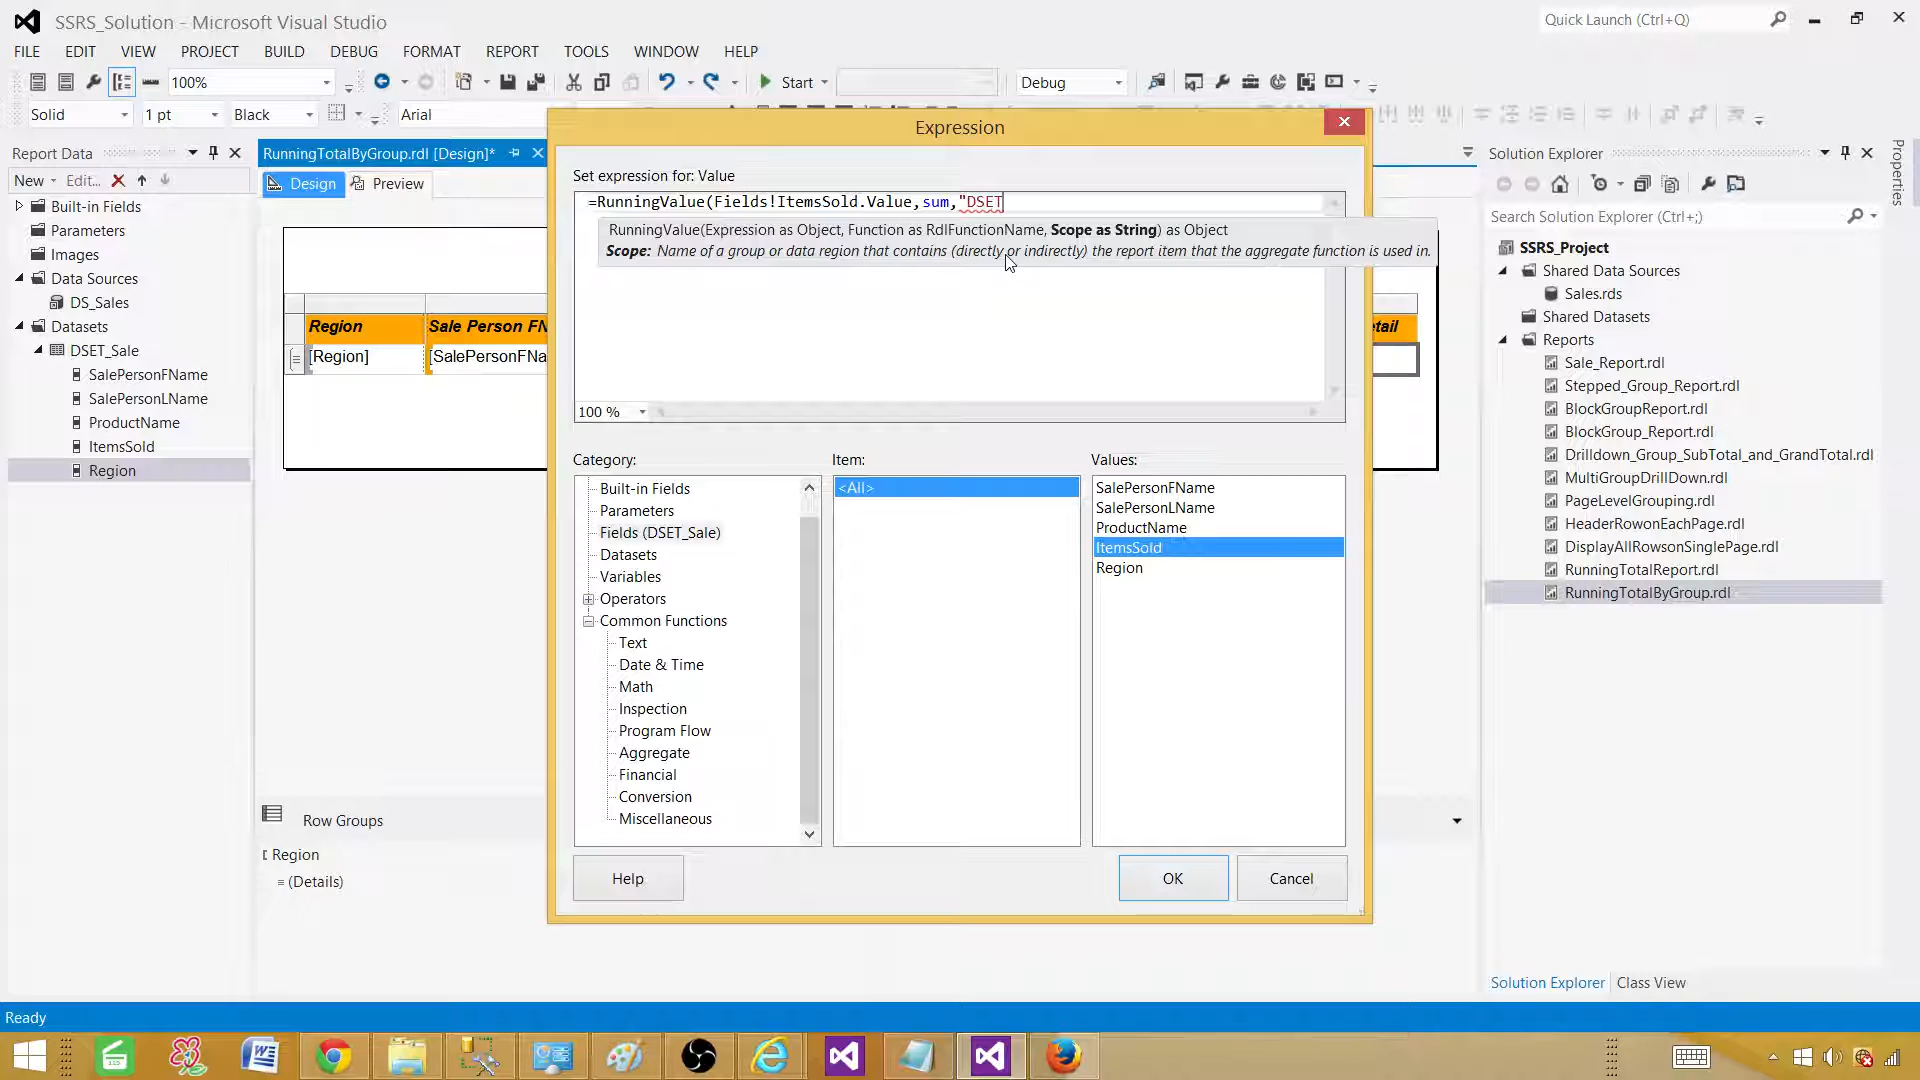 SSRS_Solution - Microsoft Visual Studio
Quick Launch (Ctrl+Q)
FILE EDIT VIEW PROJECT BUILD DEBUG FORMAT REPORT TOOLS WINDOW HELP
100% Start Debug
Solid 1 pt Black Arial
Report Data
New Edit...
Built-in Fields
Parameters
Images
Data Sources
DS_Sales
Datasets
DSET_Sale
SalePersonFName
SalePersonLName
ProductName
ItemsSold
Region
RunningTotalByGroup.rdl [Design]*
Design Preview
Region Sale Person FN
[Region] [SalePersonFNa
etail
Row Groups
Region
(Details)
Expression
Set expression for: Value
=RunningValue(Fields!ItemsSold.Value,sum,"DSET
RunningValue(Expression as Object, Function as RdlFunctionName, Scope as String) as Object
Scope: Name of a group or data region that contains (directly or indirectly) the report item that the aggregate function is used in.
100 %
Category:
Built-in Fields
Parameters
Fields (DSET_Sale)
Datasets
Variables
Operators
Common Functions
Text
Date & Time
Math
Inspection
Program Flow
Aggregate
Financial
Conversion
Miscellaneous
Item:
<All>
Values:
SalePersonFName
SalePersonLName
ProductName
ItemsSold
Region
Help OK Cancel
Solution Explorer
Search Solution Explorer (Ctrl+;)
SSRS_Project
Shared Data Sources
Sales.rds
Shared Datasets
Reports
Sale_Report.rdl
Stepped_Group_Report.rdl
BlockGroupReport.rdl
BlockGroup_Report.rdl
Drilldown_Group_SubTotal_and_GrandTotal.rdl
MultiGroupDrillDown.rdl
PageLevelGrouping.rdl
HeaderRowonEachPage.rdl
DisplayAllRowsonSinglePage.rdl
RunningTotalReport.rdl
RunningTotalByGroup.rdl
Solution Explorer Class View
Properties
Ready